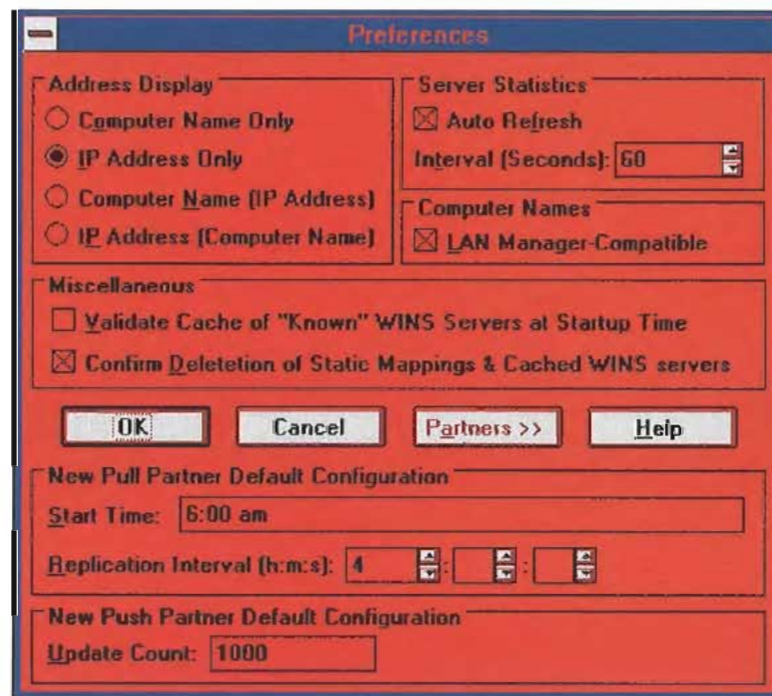 Preferences
Address Display
Computer Name Only
IP Address Only
Computer Name (IP Address)
IP Address (Computer Name)
Server Statistics
Auto Refresh
Interval (Seconds): 60
Computer Names
LAN Manager-Compatible
Miscellaneous
Validate Cache of "Known" WINS Servers at Startup Time
Confirm Deletetion of Static Mappings & Cached WINS servers
OK
Cancel
Partners >>
Help
New Pull Partner Default Configuration
Start Time: 6:00 am
Replication Interval (h:m:s): 4 : :
New Push Partner Default Configuration
Update Count: 1000